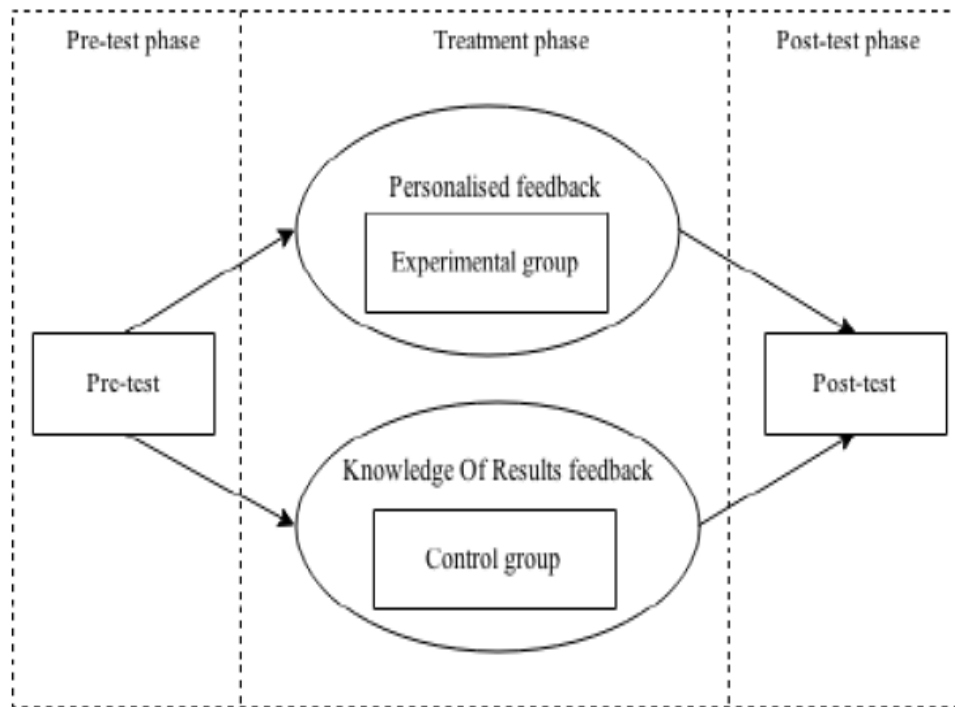 Pre-test phase
Treatment phase
Post-test phase
Personalised feedback
Experimental group
Pre-test
Post-test
Knowledge Of Results feedback
Control group